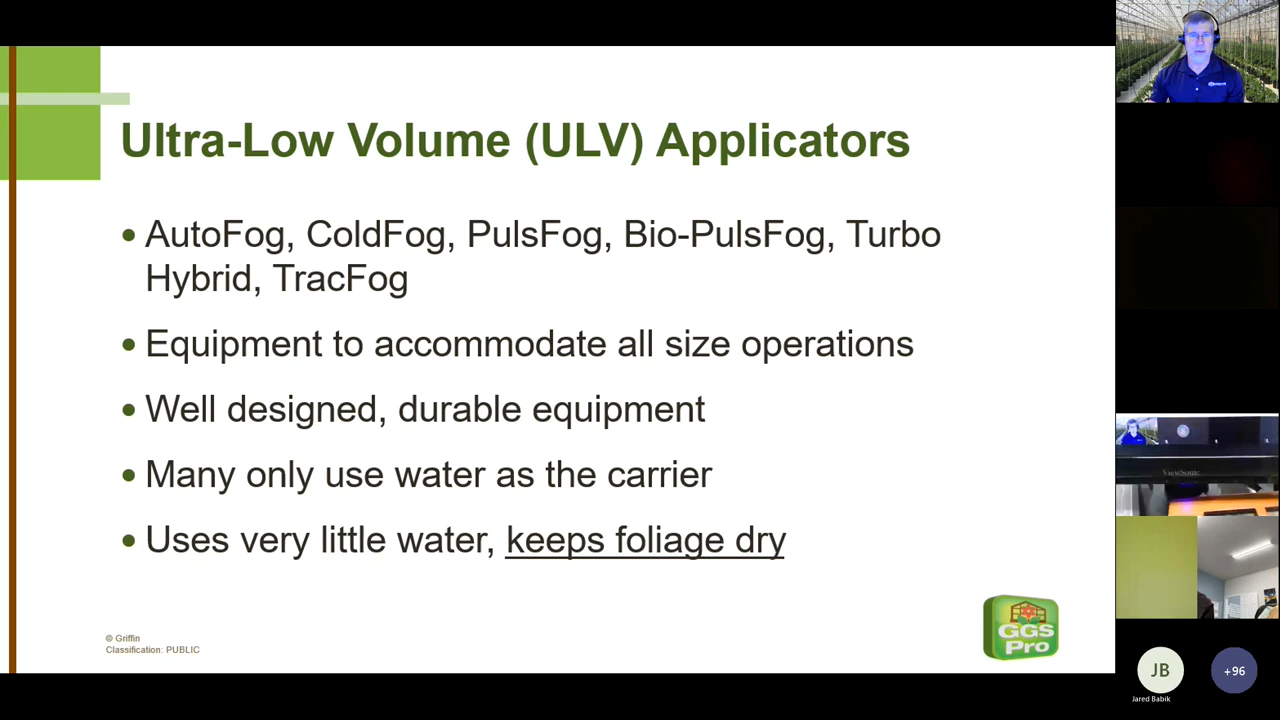 Ultra-Low Volume (ULV) Applicators
• AutoFog, ColdFog, PulsFog, Bio-PulsFog, Turbo
Hybrid, TracFog
• Equipment to accommodate all size operations
• Well designed, durable equipment
• Many only use water as the carrier
• Uses very little water, keeps foliage dry
© Griffin
Classification: PUBLIC
GGS
Pro
ViewSonic
JB
Jared Babik
+96